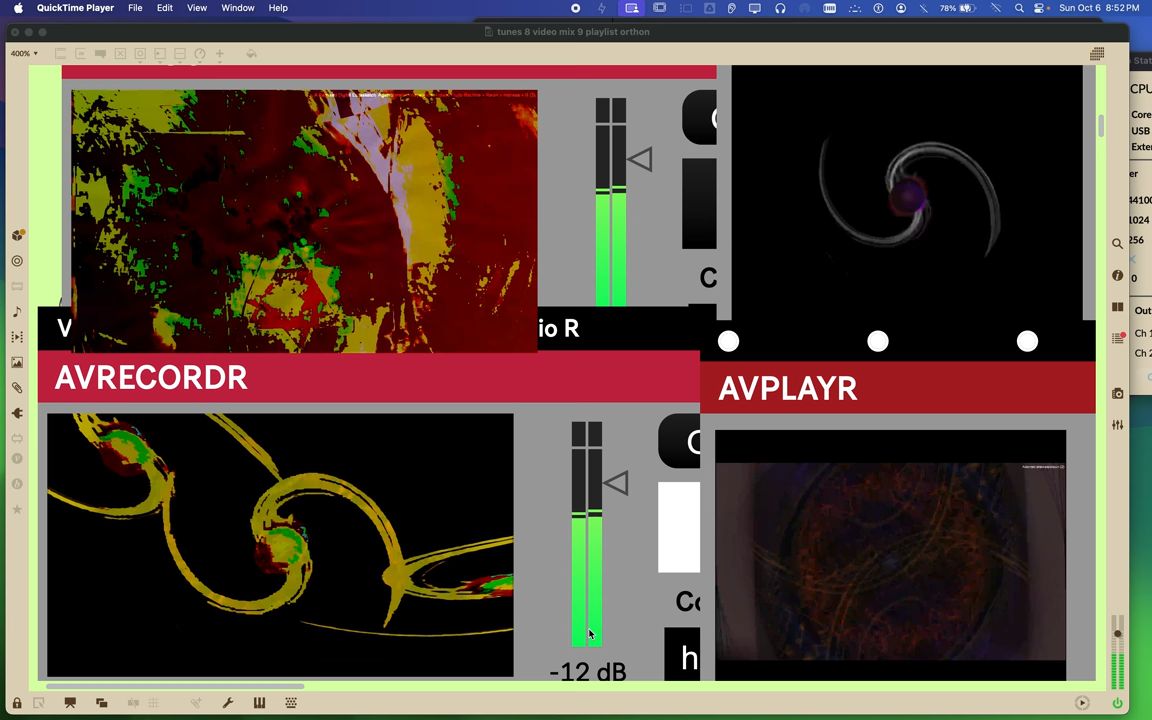 QuickTime Player File Edit View Window Help
78% Sun Oct 6 8:52 PM
tunes 8 video mix 9 playlist orthon
400%
Stat
CPU
Core
USB
Exter
er
44100
1024
256
0
Out
Ch 1
Ch 2
C
C
V
io R
AVRECORDR
AVPLAYR
C
Co
h
-12 dB